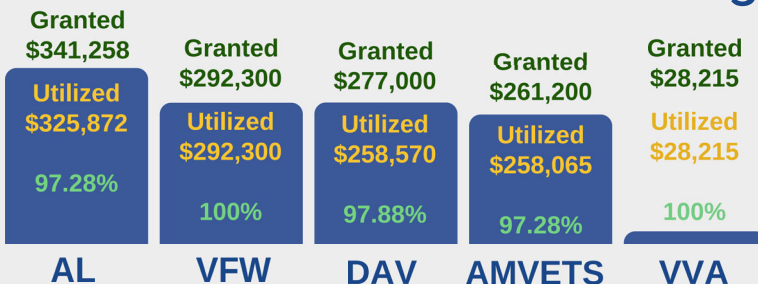 Granted
$341,258
Utilized
$325,872
97.28%
AL
Granted
$292,300
Utilized
$292,300
100%
VFW
Granted
$277,000
Utilized
$258,570
97.88%
DAV
Granted
$261,200
Utilized
$258,065
97.28%
AMVETS
Granted
$28,215
Utilized
$28,215
100%
VVA